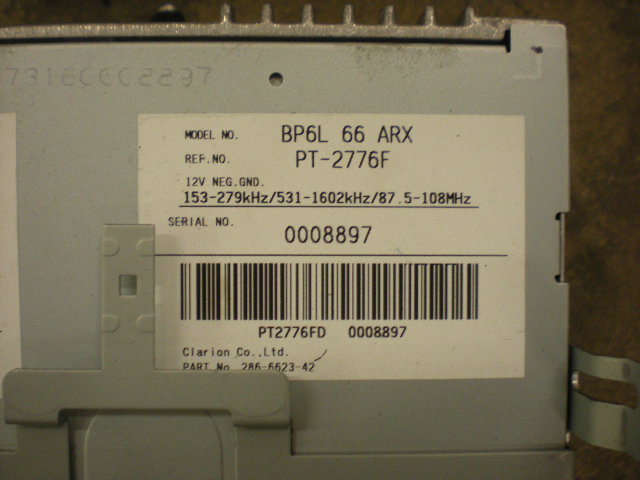 MODEL NO. BP6L 66 ARX
REF.NO. PT-2776F
12V NEG.GND.
153-279kHz/531-1602kHz/87.5-108MHz
SERIAL NO. 0008897
PT2776FD 0008897
Clarion Co.,Ltd.
PART No. 286-6623-42